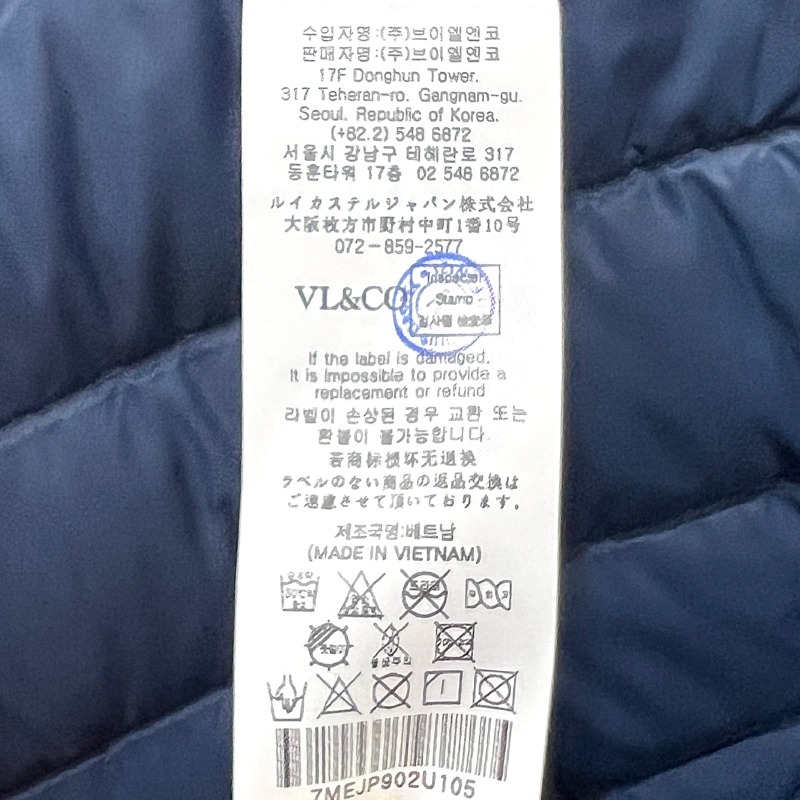 수입자명:(주)브이엘엔코
판매자명:(주)브이엘엔코
17F Donghun Tower.
317 Teheran-ro. Gangnam-gu.
Seoul. Republic of Korea.
(+82.2) 548 6872
서울시 강남구 테헤란로 317
동훈타워 17층 02 548 6872
ルイカステルジャパン株式会社
大阪枚方市野村中町1番10号
072-859-2577
VL&CO
Inspector
Stamp
검사필 検査済
If the label is damaged.
It is impossible to provide a
replacement or refund
라벨이 손상된 경우 교환 또는
환불이 불가능합니다.
若商标损坏无退换
ラベルのない商品の返品交換は
ご遠慮させて頂いております。
제조국명:베트남
(MADE IN VIETNAM)
7MEJP902U105